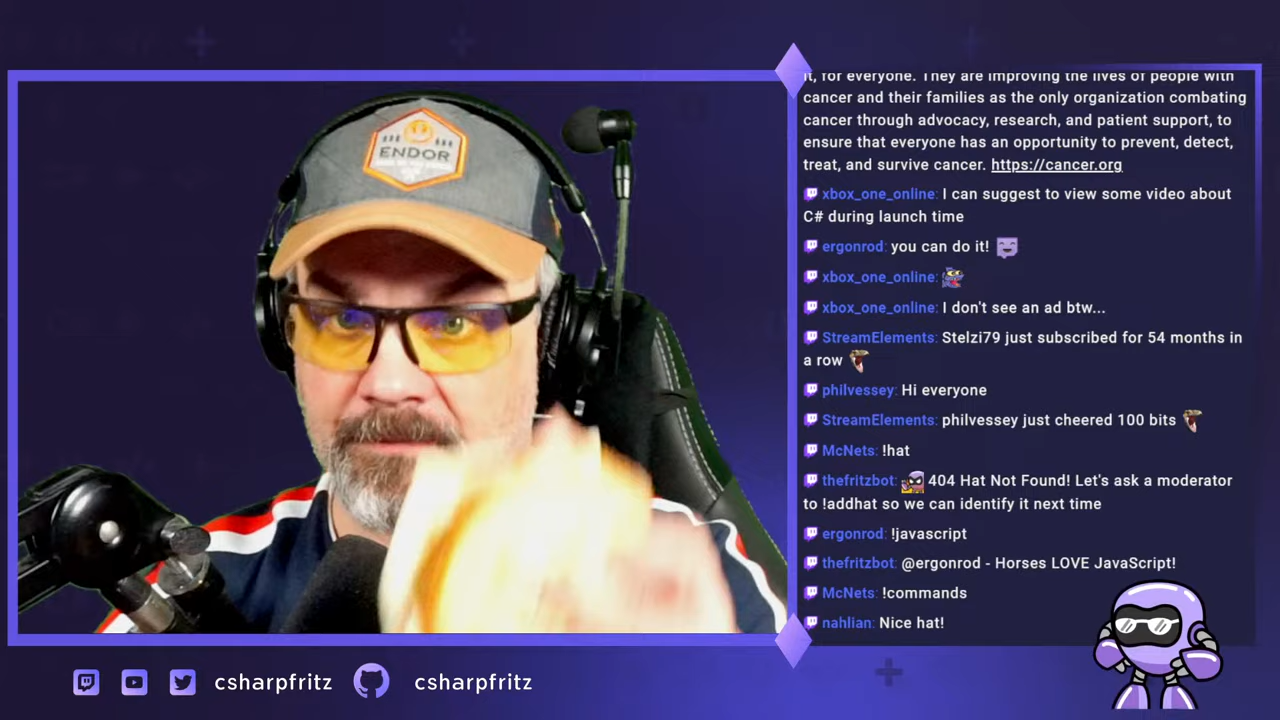 it, for everyone. They are improving the lives of people with
cancer and their families as the only organization combating
cancer through advocacy, research, and patient support, to
ensure that everyone has an opportunity to prevent, detect,
treat, and survive cancer. https://cancer.org
xbox_one_online: I can suggest to view some video about
C# during launch time
ergonrod: you can do it!
xbox_one_online:
xbox_one_online: I don't see an ad btw...
StreamElements: Stelzi79 just subscribed for 54 months in
a row
philvessey: Hi everyone
StreamElements: philvessey just cheered 100 bits
McNets: !hat
thefritzbot: 404 Hat Not Found! Let's ask a moderator
to !addhat so we can identify it next time
ergonrod: !javascript
thefritzbot: @ergonrod - Horses LOVE JavaScript!
McNets: !commands
nahlian: Nice hat!
ENDOR
csharpfritz
csharpfritz